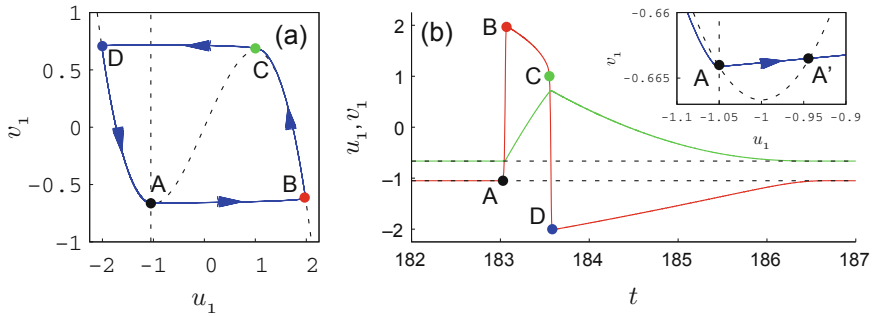 (a)
v₁
1
0.5
0
−0.5
−1
D
C
A
B
−2
−1
0
1
2
u₁
(b)
u₁, v₁
2
1
0
−1
−2
B
C
A
D
182
183
184
185
186
187
t
v₁
−0.66
−0.665
A
A’
−1.1
−1.05
−1
−0.95
−0.9
u₁